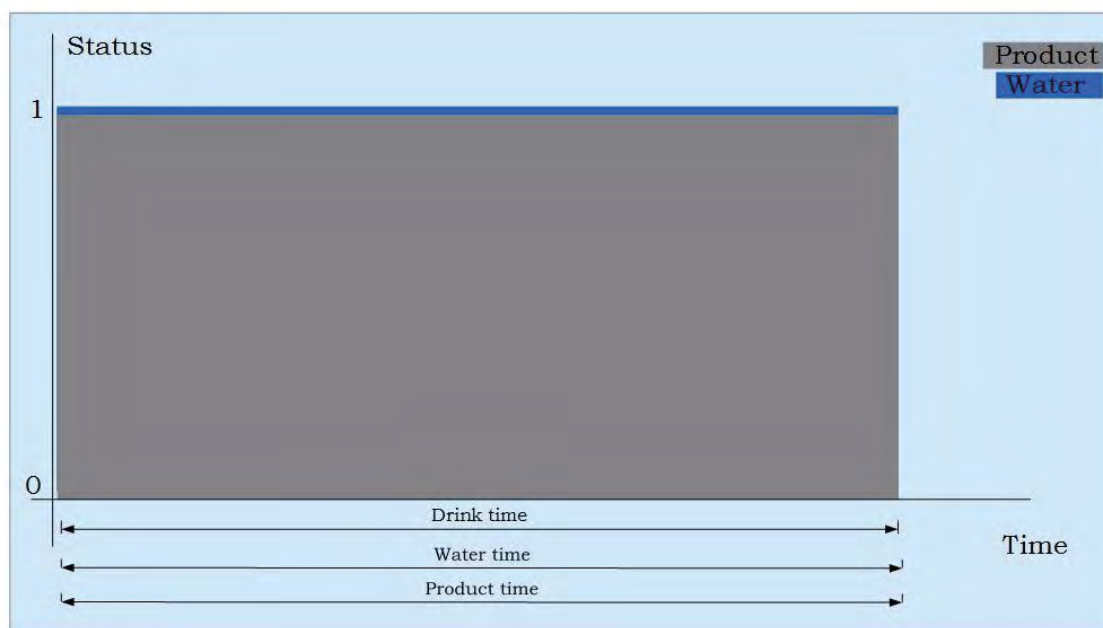 Status
Product
Water
1
0
Drink time
Time
Water time
Product time